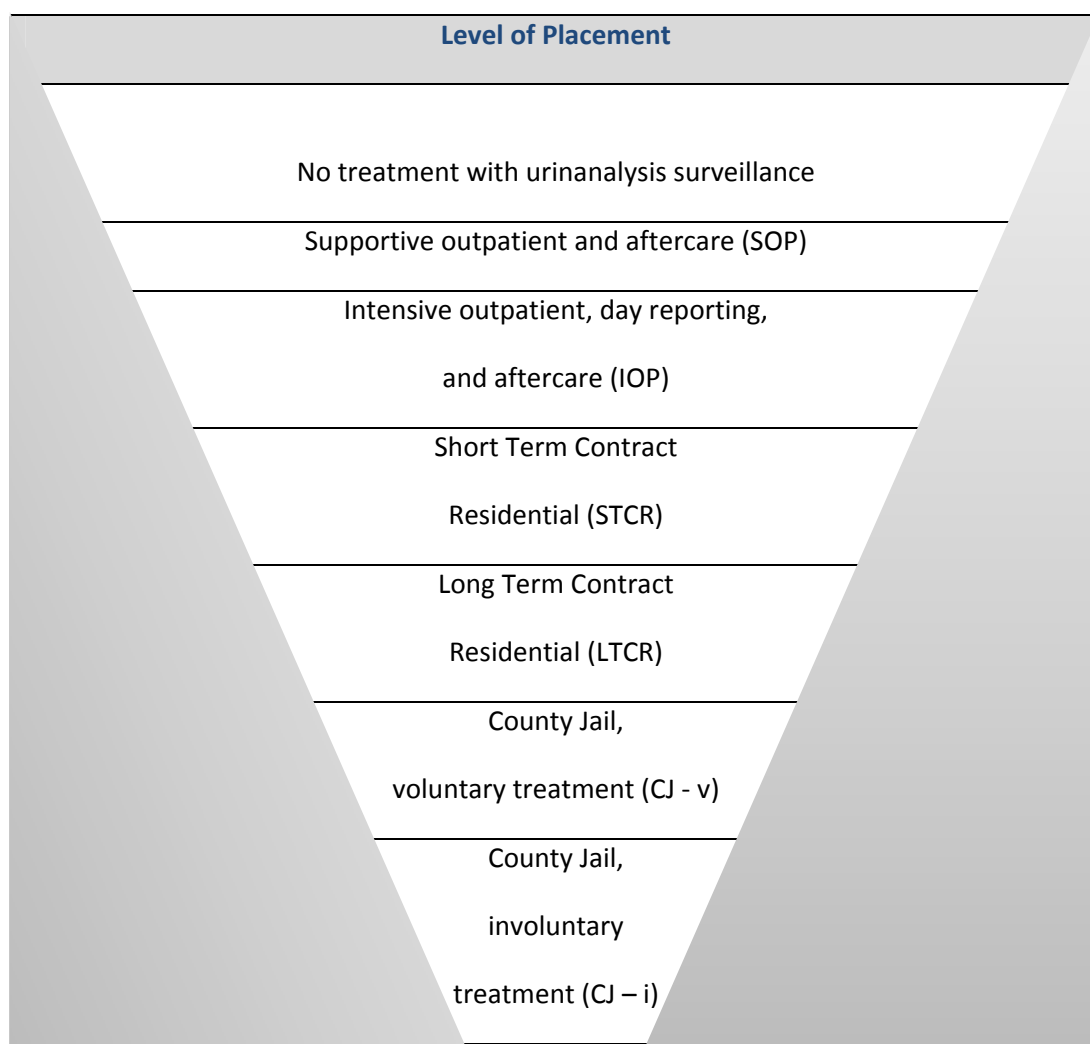 Level of Placement
No treatment with urinanalysis surveillance
Supportive outpatient and aftercare (SOP)
Intensive outpatient, day reporting,
and aftercare (IOP)
Short Term Contract
Residential (STCR)
Long Term Contract
Residential (LTCR)
County Jail,
voluntary treatment (CJ - v)
County Jail,
involuntary
treatment (CJ – i)